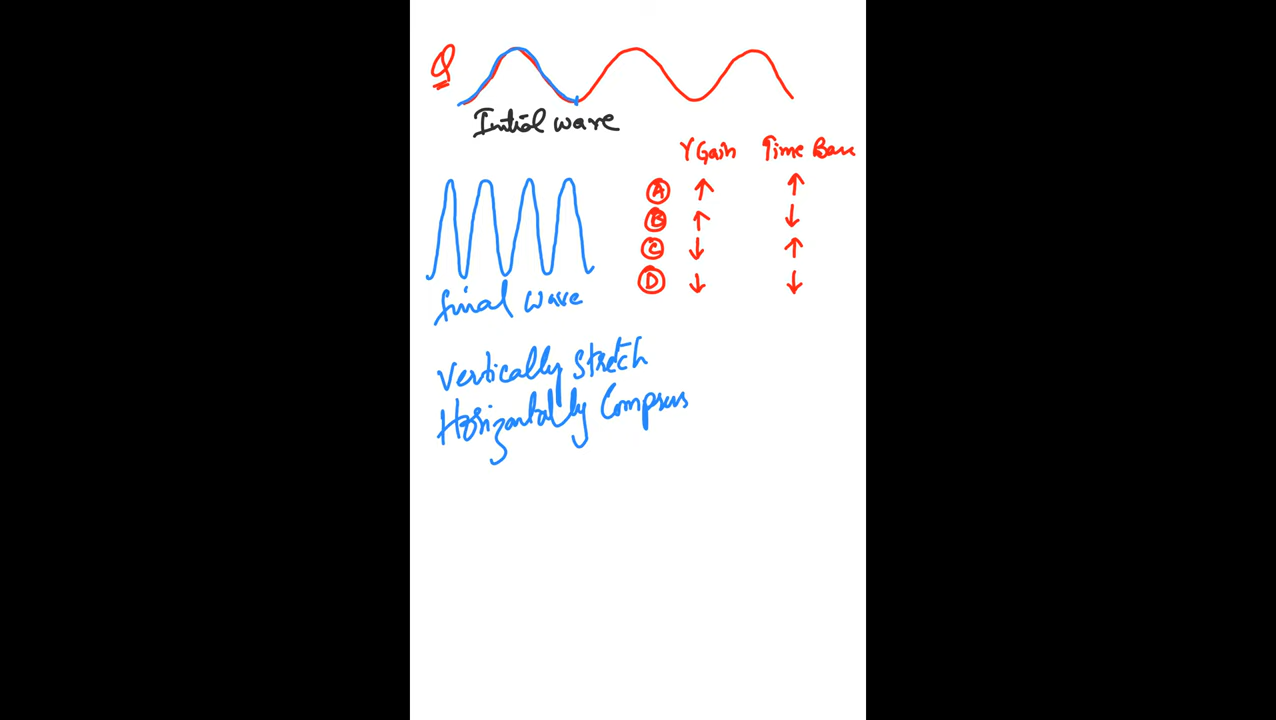 Q
Initial wave
Y Gain Time Base
A ↑ ↑
B ↑ ↓
C ↓ ↑
D ↓ ↓
final wave
Vertically Stretch
Horizontally Compress